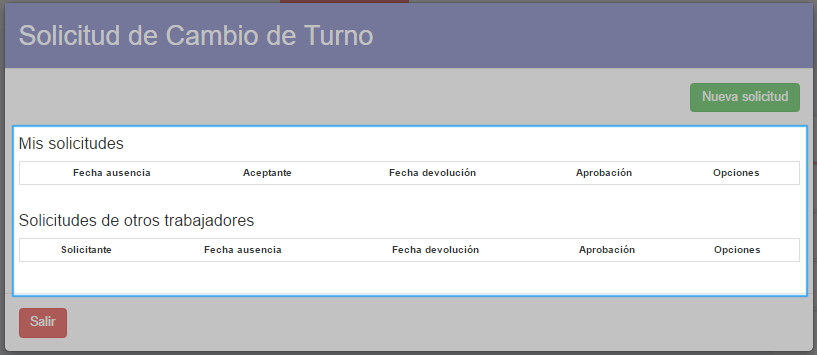 Solicitud de Cambio de Turno
Nueva solicitud
Mis solicitudes
Fecha ausencia Aceptante Fecha devolución Aprobación Opciones
Solicitudes de otros trabajadores
Solicitante Fecha ausencia Fecha devolución Aprobación Opciones
Salir